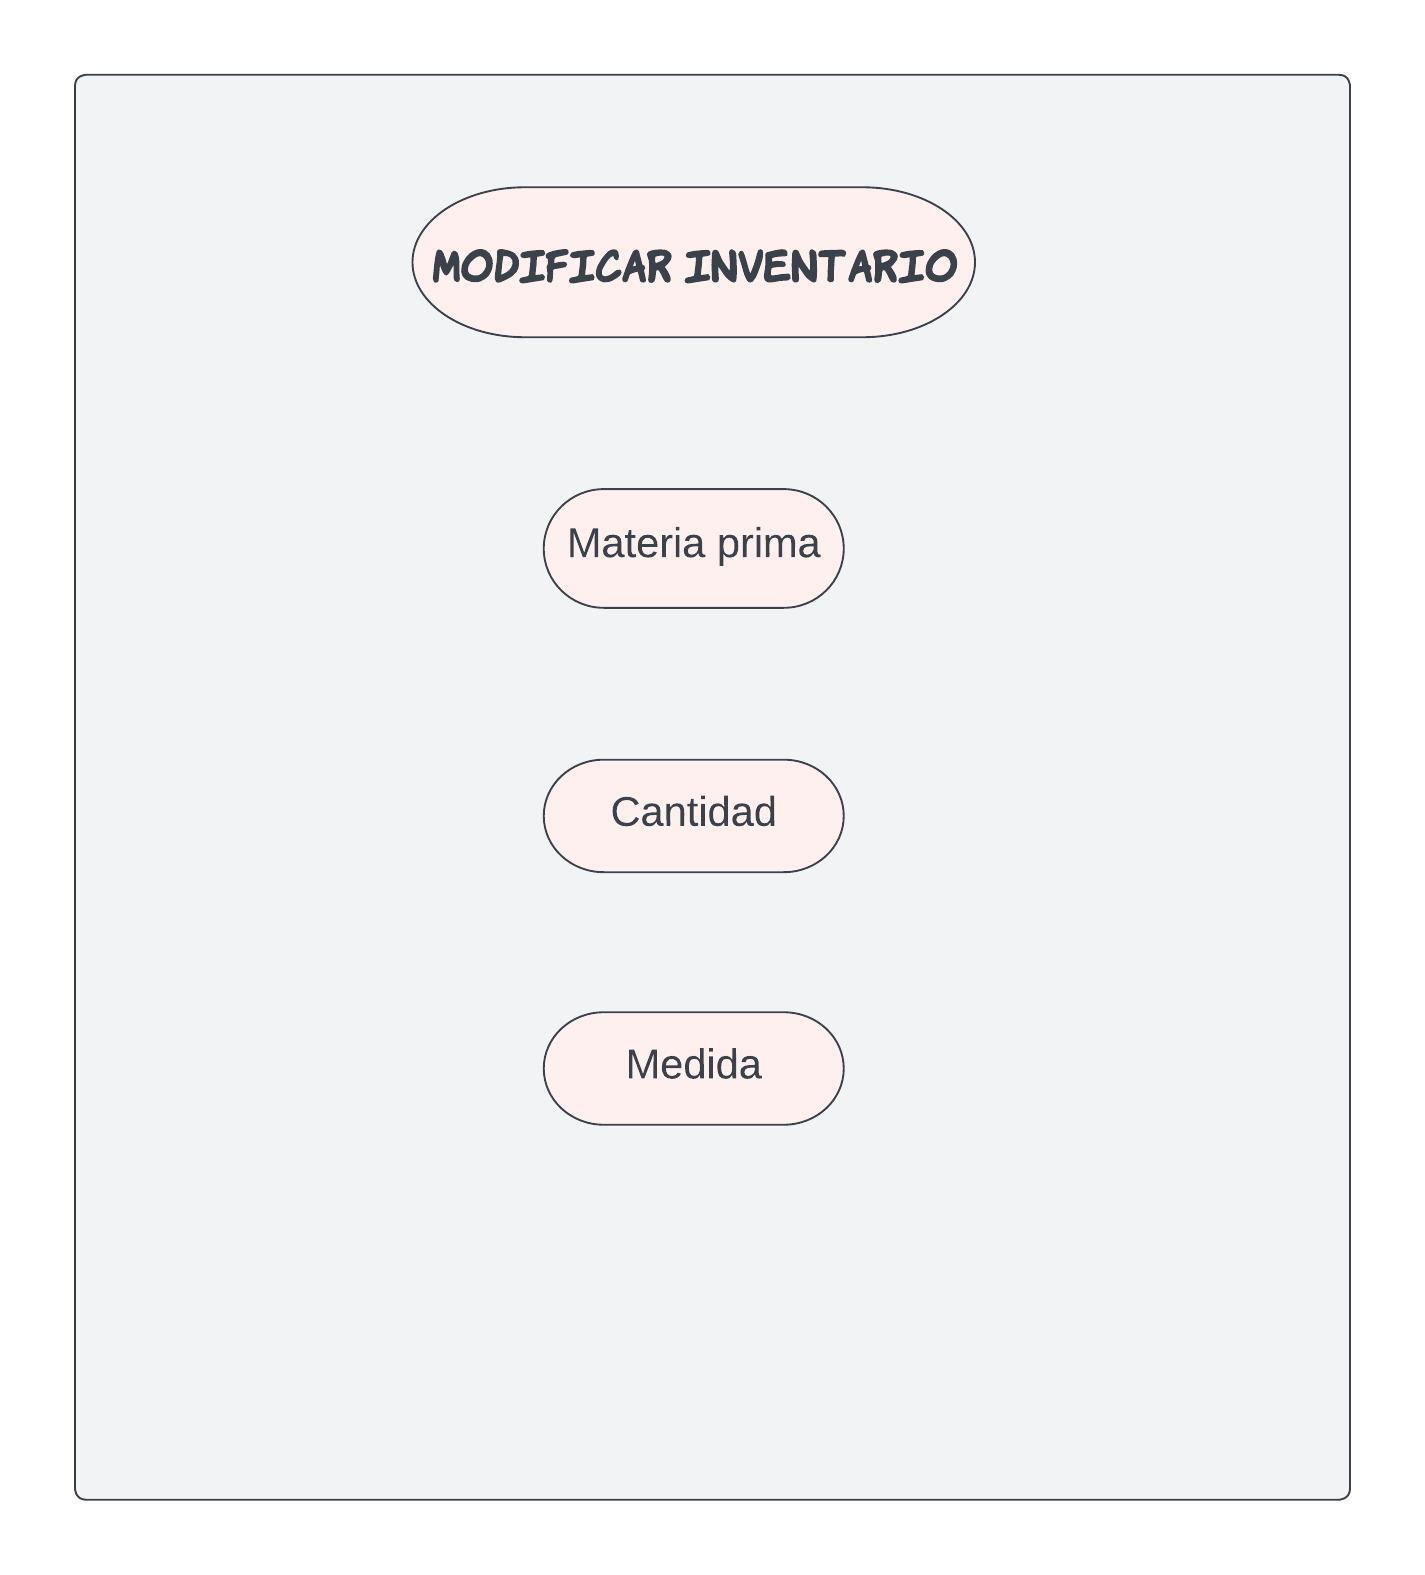 MODIFICAR INVENTARIO
Materia prima
Cantidad
Medida